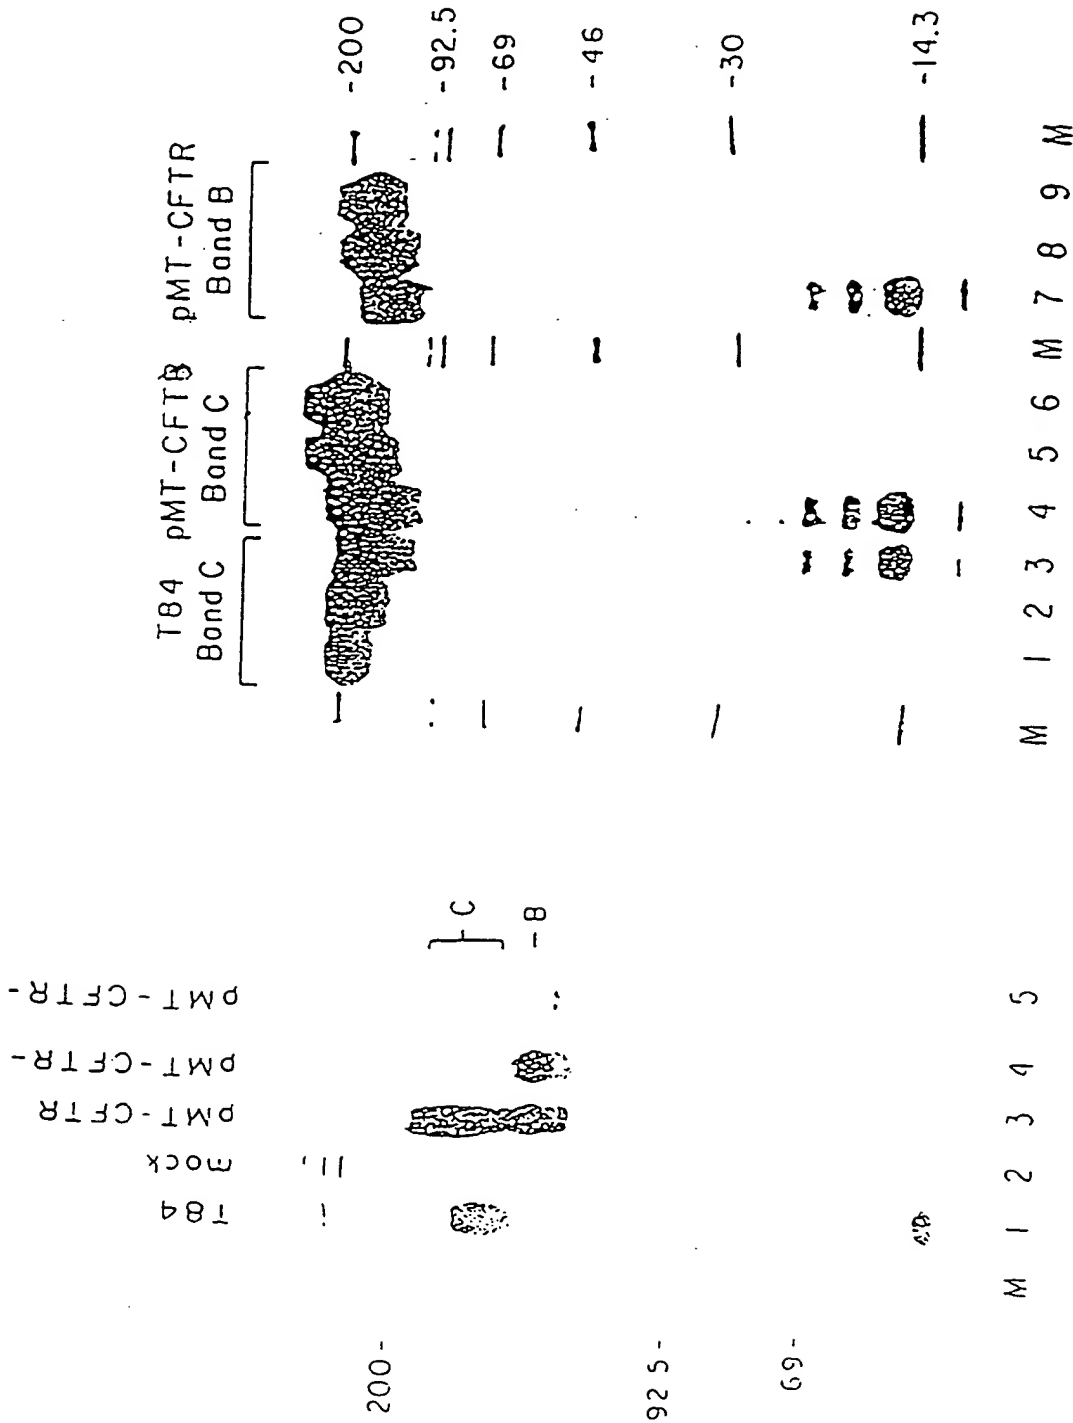 T84
Band C
pMT-CFTR
Band C
pMT-CFTR
Band B
-200
-92.5
-69
-46
-30
-14.3
M 1 2 3 4 5 6 M 7 8 9 M
T84
mock
pMT-CFTR
pMT-CFTR-
pMT-CFTR-
200-
92 5-
69-
C
-B
M 1 2 3 4 5